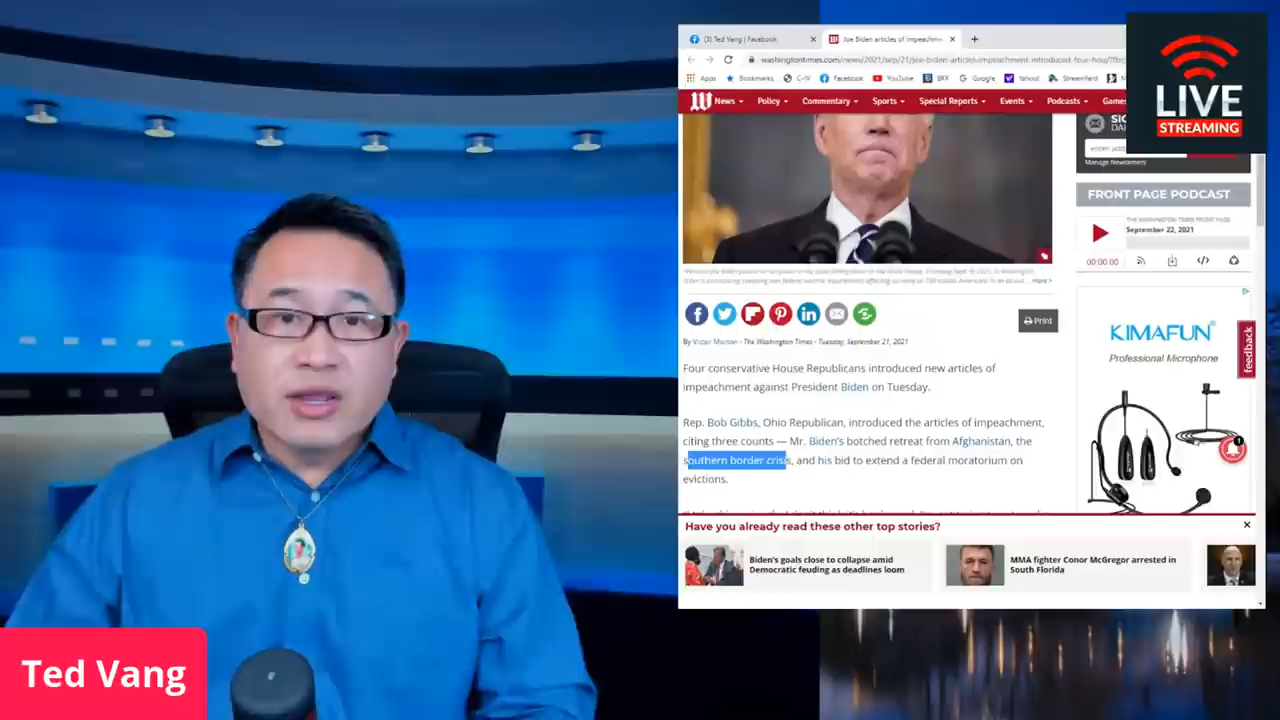 (3) Ted Vang | Facebook
Joe Biden articles of impeachm
washingtontimes.com/news/2021/sep/21/joe-biden-articles-impeachment-introduced-four-hou/?fbc
Apps Bookmarks C-IV Facebook YouTube BKK Google Yahoo StreamYard
LIVE
STREAMING
News Policy Commentary Sports Special Reports Events Podcasts Games
Manage Newsletters
FRONT PAGE PODCAST
THE WASHINGTON TIMES FRONT PAGE
September 22, 2021
00:00:00
more >
Print
By Victor Morton - The Washington Times - Tuesday, September 21, 2021
Four conservative House Republicans introduced new articles of
impeachment against President Biden on Tuesday.
Rep. Bob Gibbs, Ohio Republican, introduced the articles of impeachment,
citing three counts — Mr. Biden's botched retreat from Afghanistan, the
southern border crisis, and his bid to extend a federal moratorium on
evictions.
KIMAFUN
Professional Microphone
feedback
1
Have you already read these other top stories?
Biden's goals close to collapse amid
Democratic feuding as deadlines loom
MMA fighter Conor McGregor arrested in
South Florida
Ted Vang